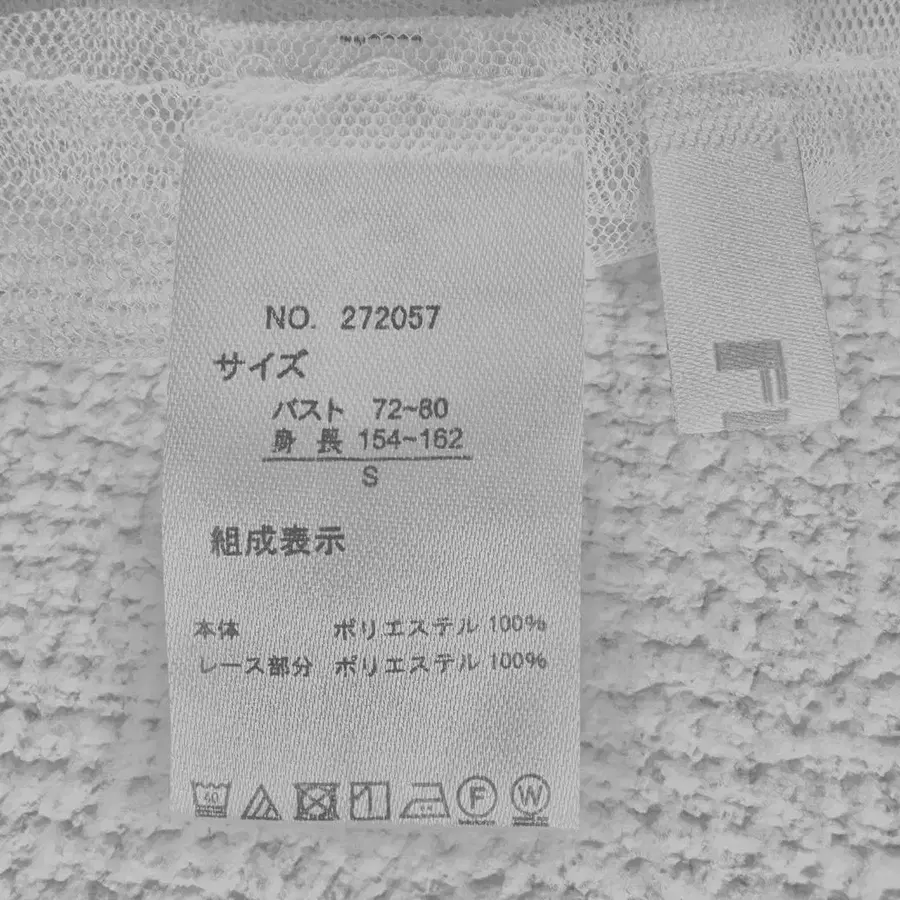 NO. 272057
サイズ
バスト 72~80
身長 154~162
S
組成表示
本体 ポリエステル 100%
レース部分 ポリエステル 100%
40
F
W